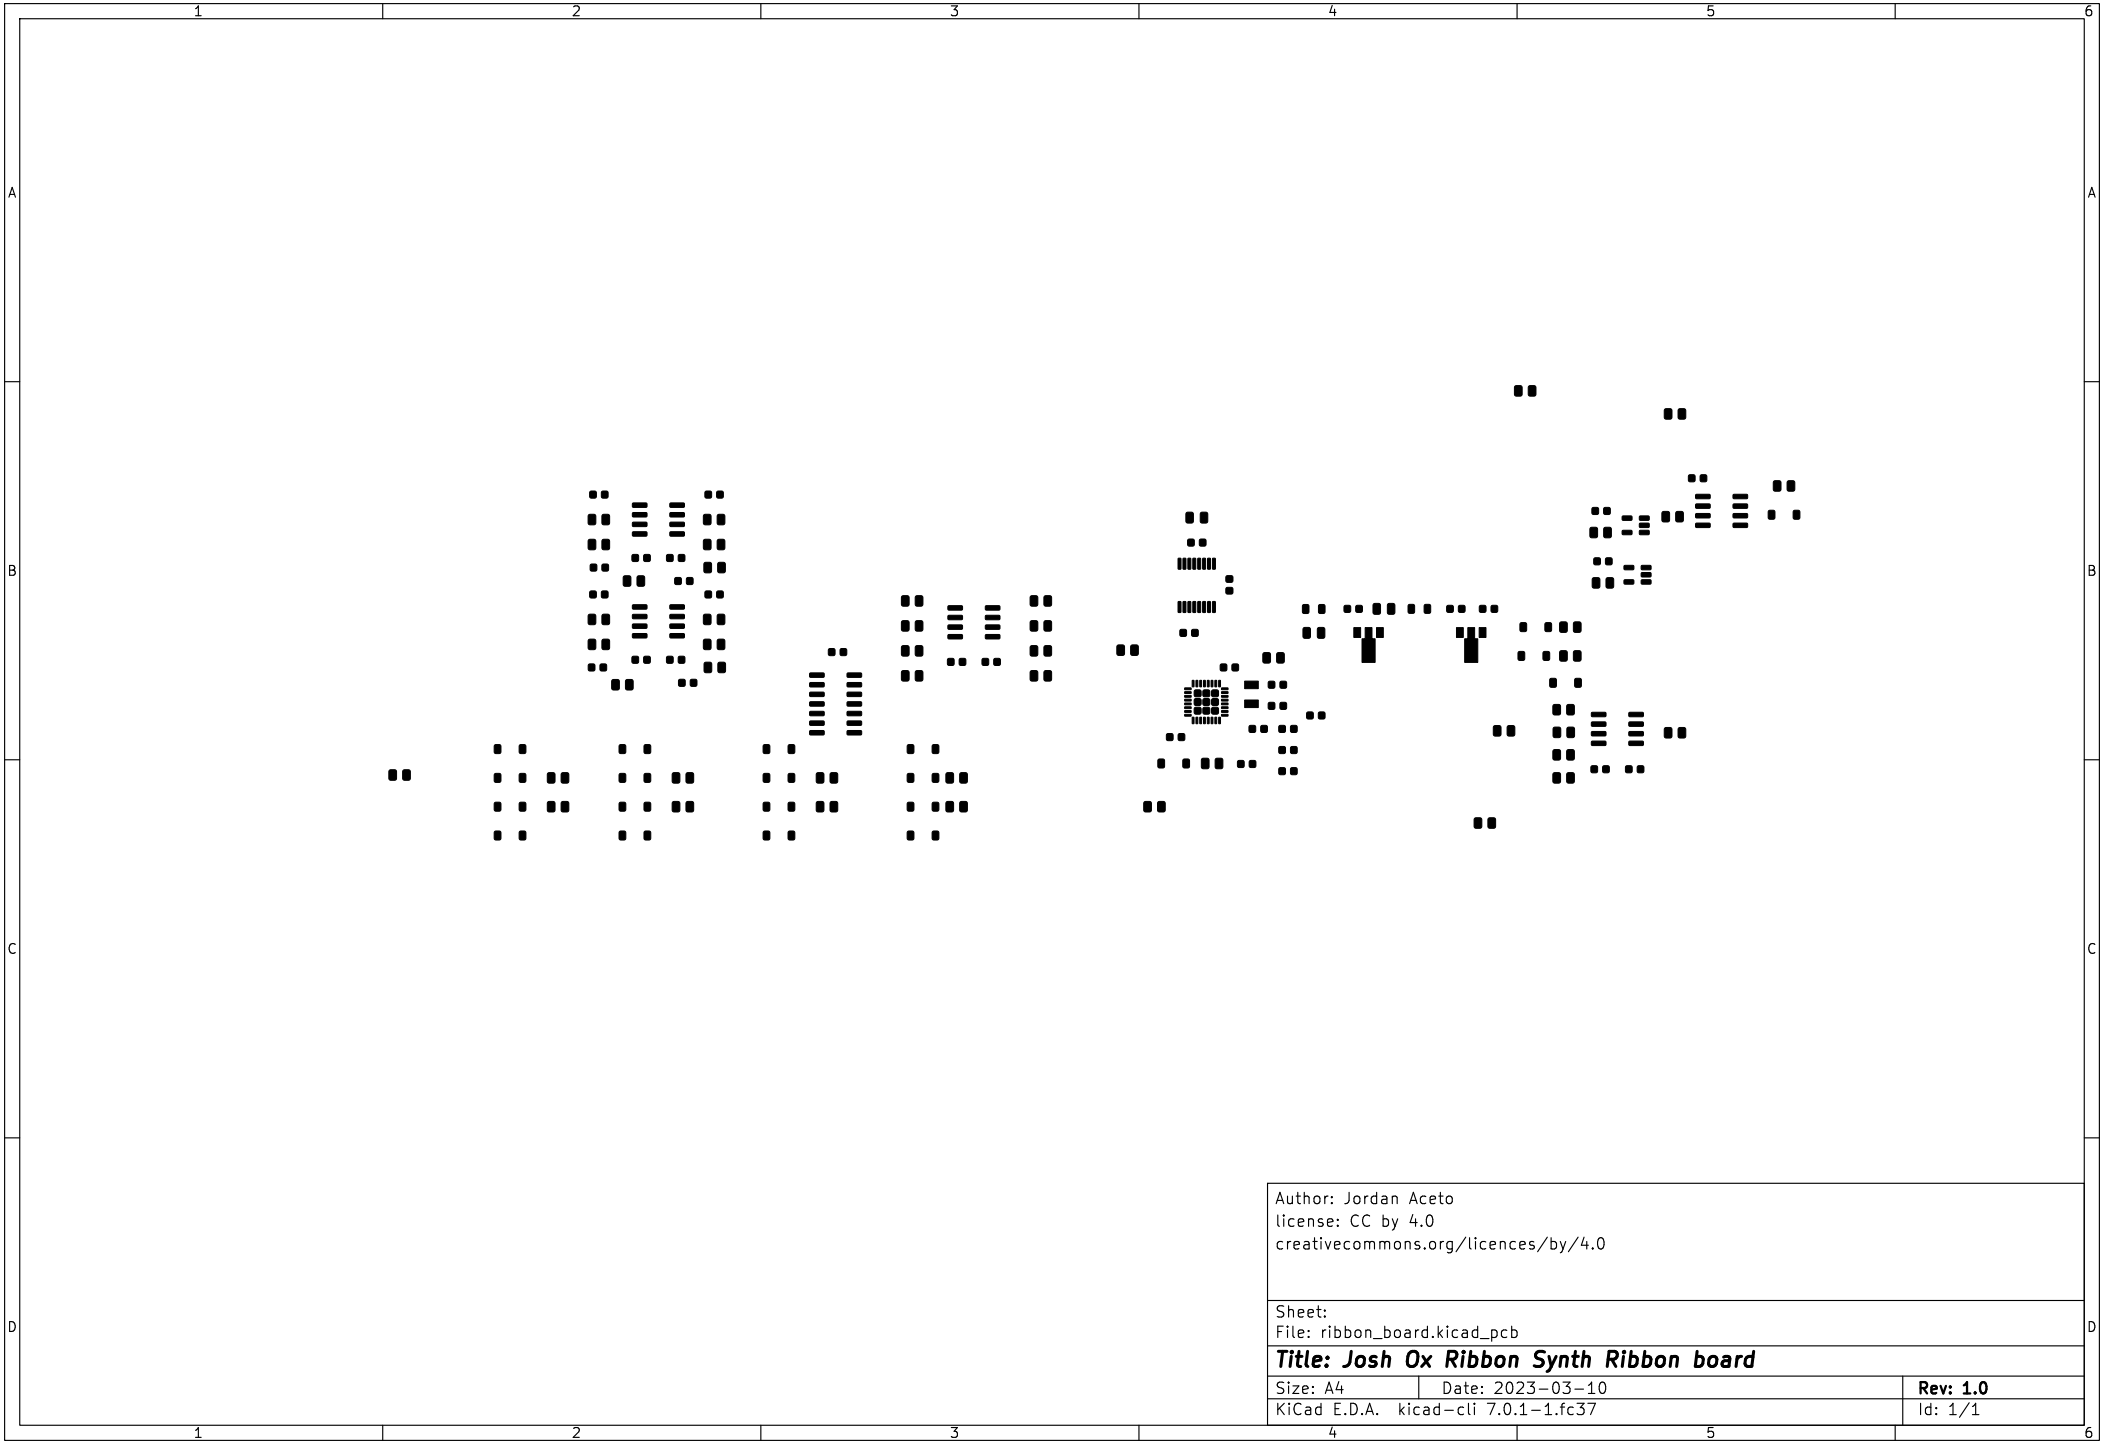 1 2 3 4 5 6
A A
B B
C C
Author: Jordan Aceto
license: CC by 4.0
creativecommons.org/licences/by/4.0
Sheet:
File: ribbon_board.kicad_pcb
D D
Title: Josh Ox Ribbon Synth Ribbon board
Size: A4 Date: 2023-03-10 Rev: 1.0
KiCad E.D.A. kicad-cli 7.0.1-1.fc37 Id: 1/1
1 2 3 4 5 6